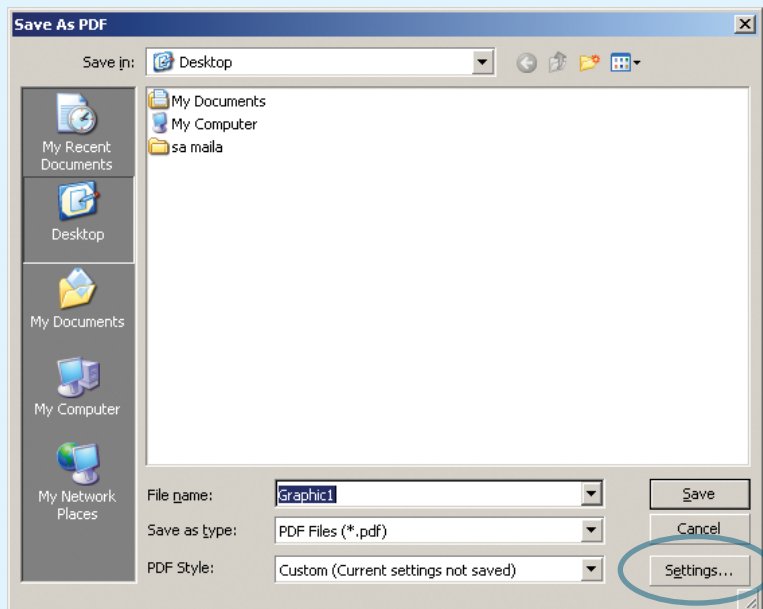 Save As PDF
Save in:
Desktop
My Recent
Documents
Desktop
My Documents
My Computer
My Network
Places
My Documents
My Computer
sa maila
File name:
Graphic1
Save
Save as type:
PDF Files (*.pdf)
Cancel
PDF Style:
Custom (Current settings not saved)
Settings...